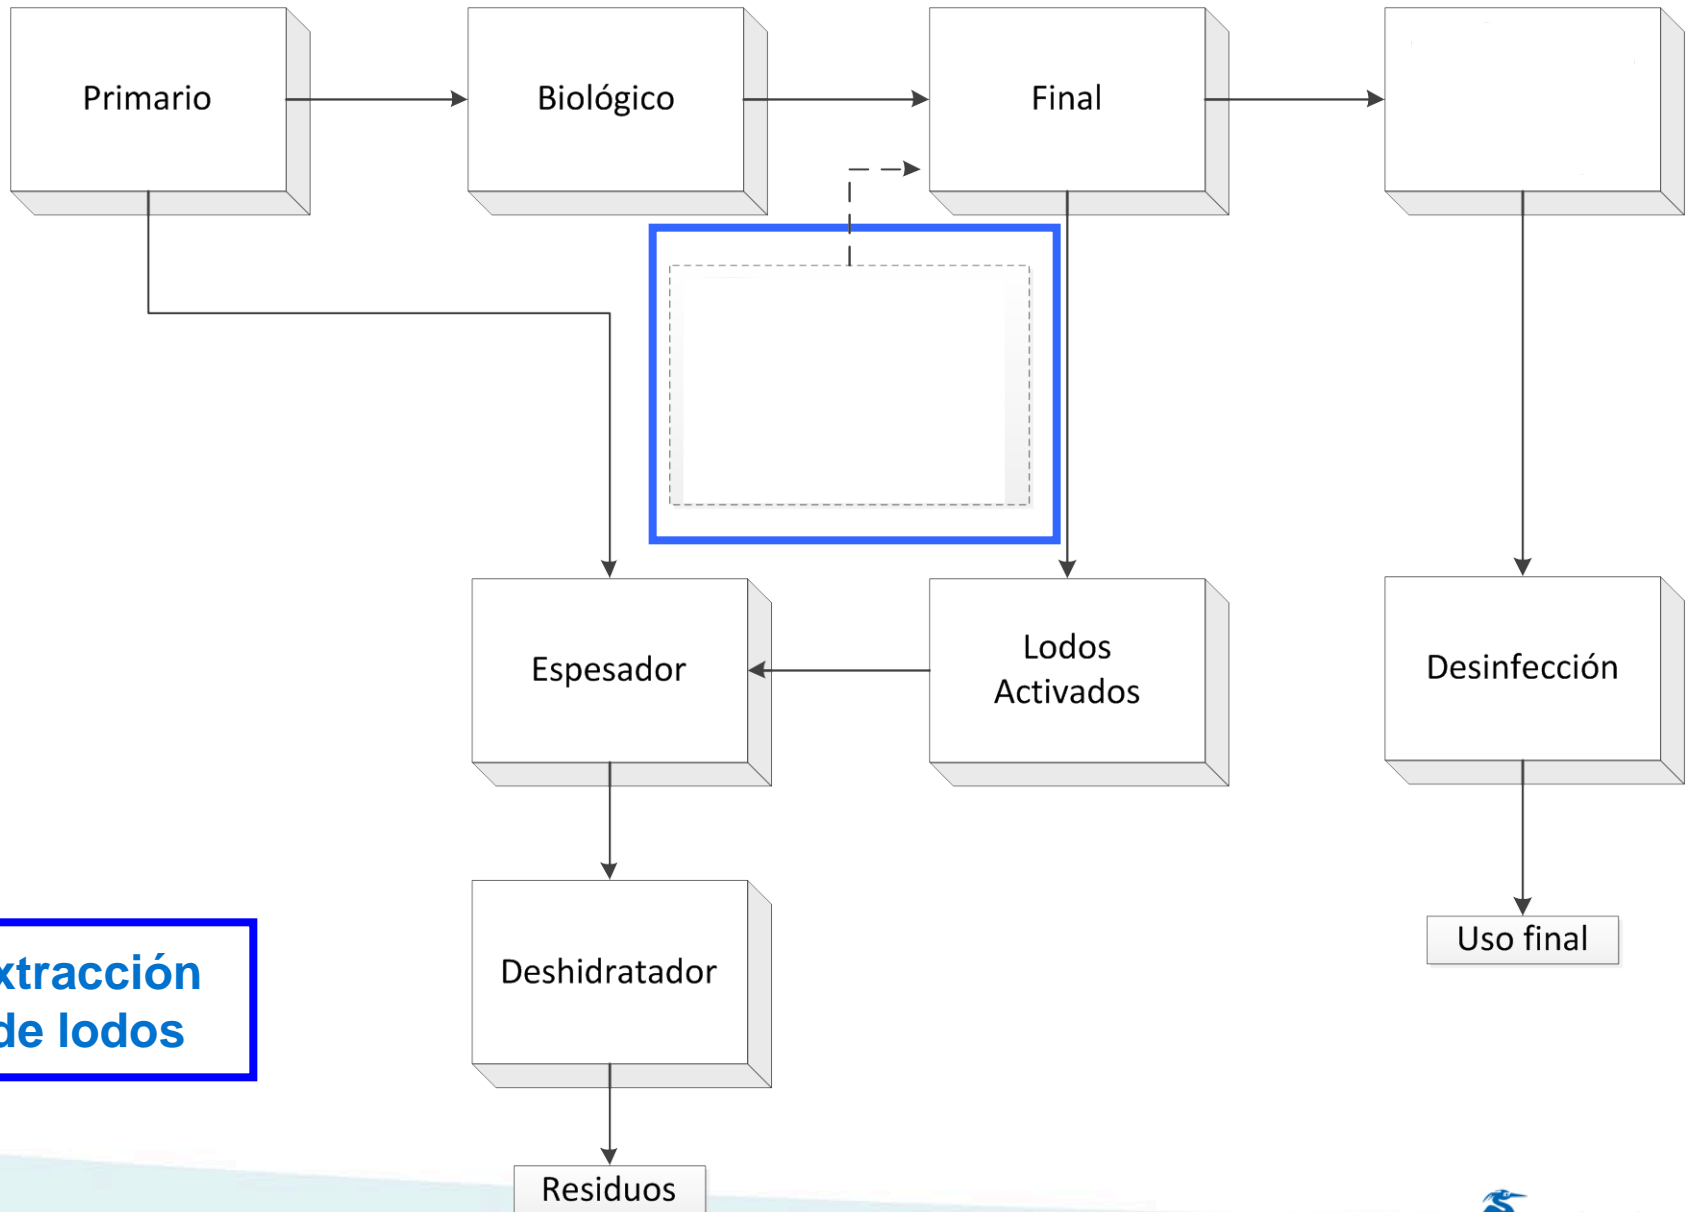 Primario
Biológico
Final
Espesador
Lodos
Activados
Desinfección
Deshidratador
Uso final
xtracción
de lodos
Residuos